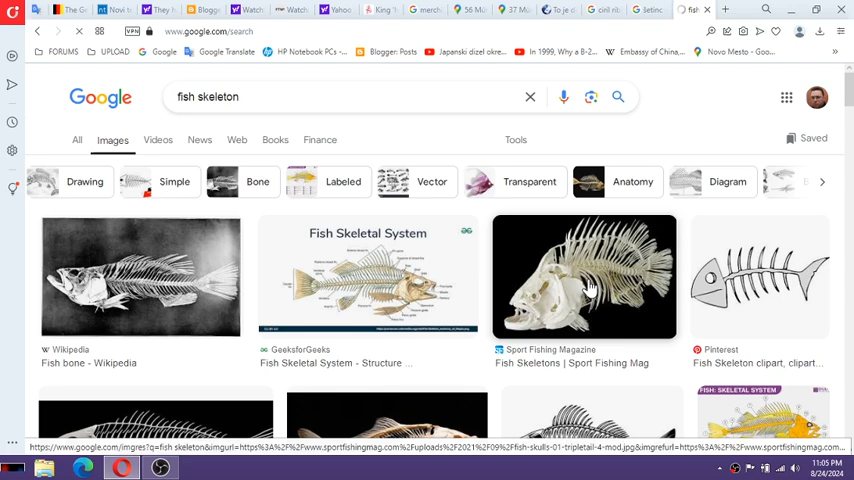 The Ge
Novi t
They h
Blogge
Watch
Watch
Yahoo
King 'h
merch
56 Mü
37 Mü
To je d
ciril rib
šetinc
fish
VPN
www.google.com/search
FORUMS
UPLOAD
Google
Google Translate
HP Notebook PCs -...
Blogger: Posts
Japanski dizel okre...
In 1999, Why a B-2...
Embassy of China,...
Novo Mesto - Goo...
Google
fish skeleton
All
Images
Videos
News
Web
Books
Finance
Tools
Saved
Drawing
Simple
Bone
Labeled
Vector
Transparent
Anatomy
Diagram
Fish Skeletal System
Wikipedia
Fish bone - Wikipedia
GeeksforGeeks
Fish Skeletal System - Structure ...
Sport Fishing Magazine
Fish Skeletons | Sport Fishing Mag
Pinterest
Fish Skeleton clipart, clipart...
FISH: SKELETAL SYSTEM
https://www.google.com/imgres?q=fish skeleton&imgurl=https%3A%2F%2Fwww.sportfishingmag.com%2Fuploads%2F2021%2F09%2Ffish-skulls-01-tripletail-4-mod.jpg&imgrefurl=https%3A%2F%2Fwww.sportfishingmag.com%2F...
11:05 PM
8/24/2024